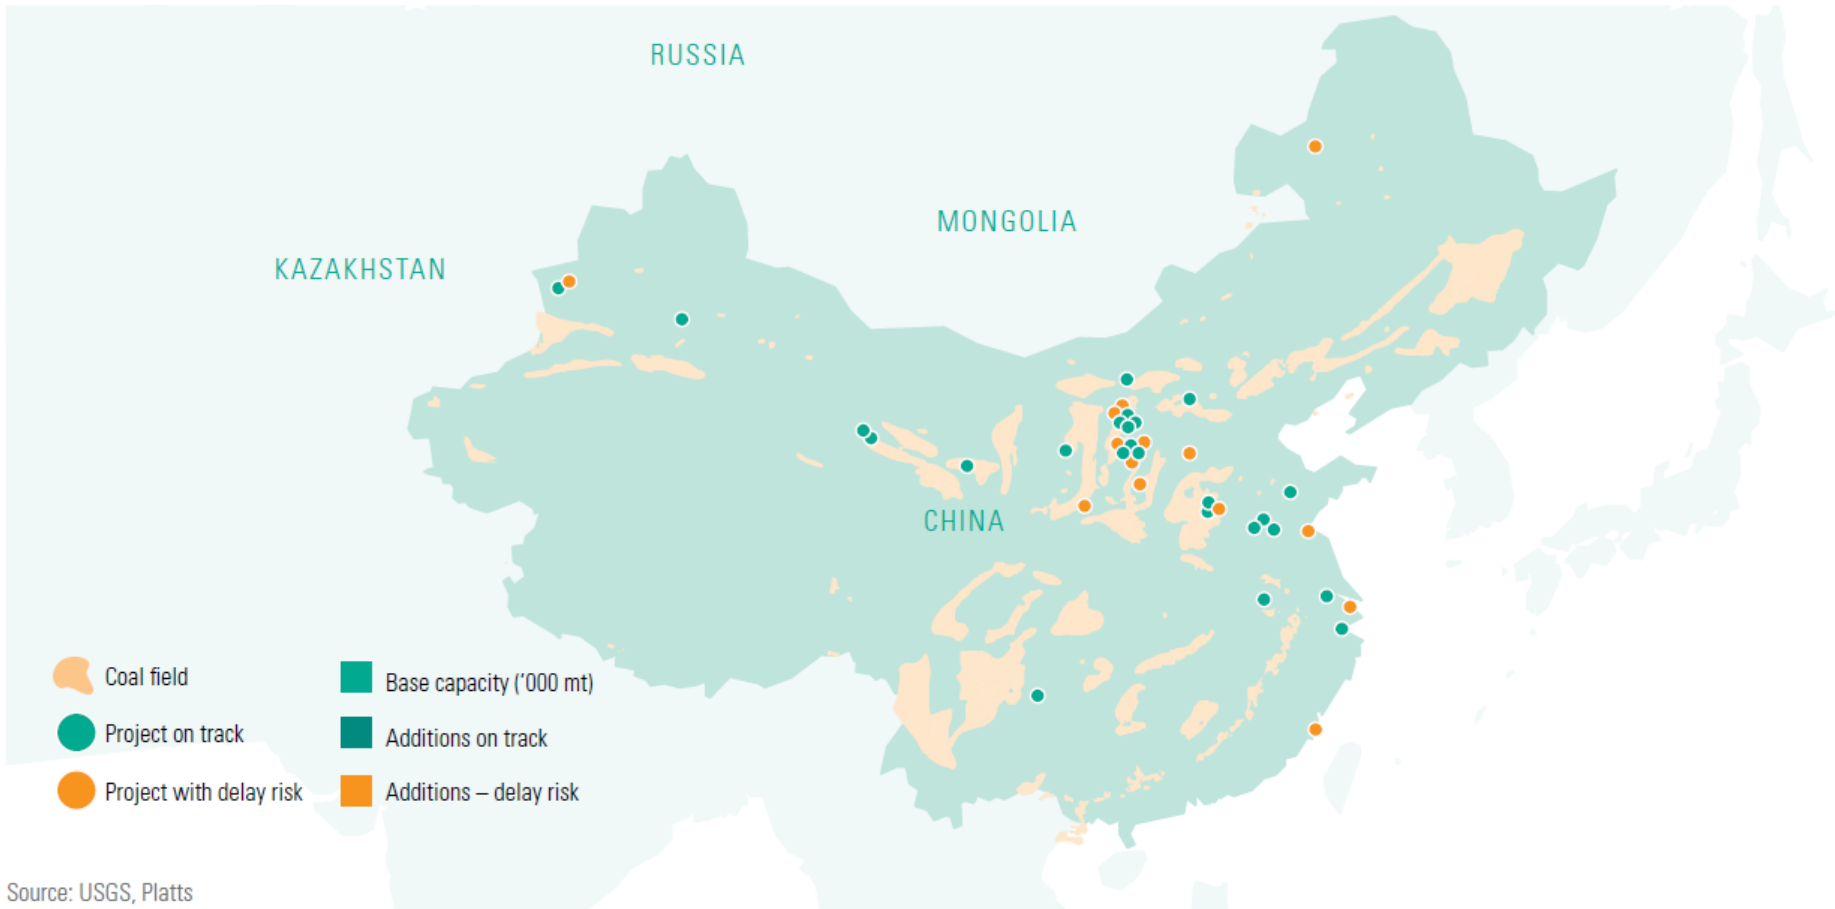 RUSSIA
MONGOLIA
KAZAKHSTAN
CHINA
Coal field
Base capacity (’000 mt)
Project on track
Additions on track
Project with delay risk
Additions – delay risk
Source: USGS, Platts